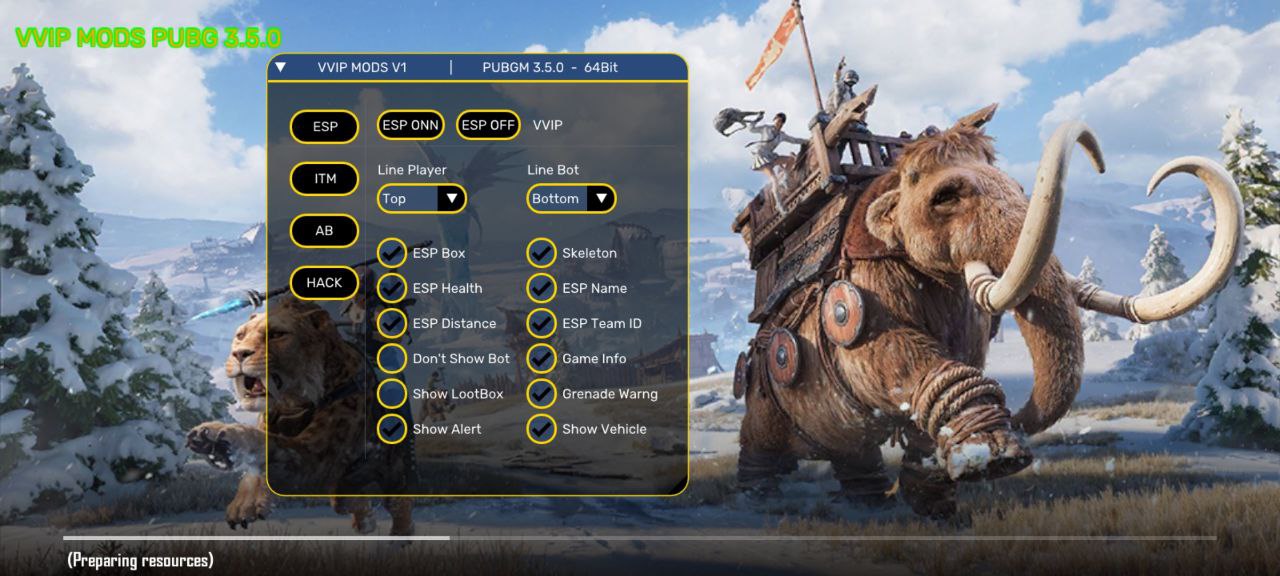 VVIP MODS PUBG 3.5.0
VVIP MODS V1 | PUBGM 3.5.0 - 64Bit
ESP
ESP ONN ESP OFF VVIP
ITM
Line Player Line Bot
Top Bottom
AB
ESP Box Skeleton
HACK
ESP Health ESP Name
ESP Distance ESP Team ID
Don't Show Bot Game Info
Show LootBox Grenade Warng
Show Alert Show Vehicle
(Preparing resources)